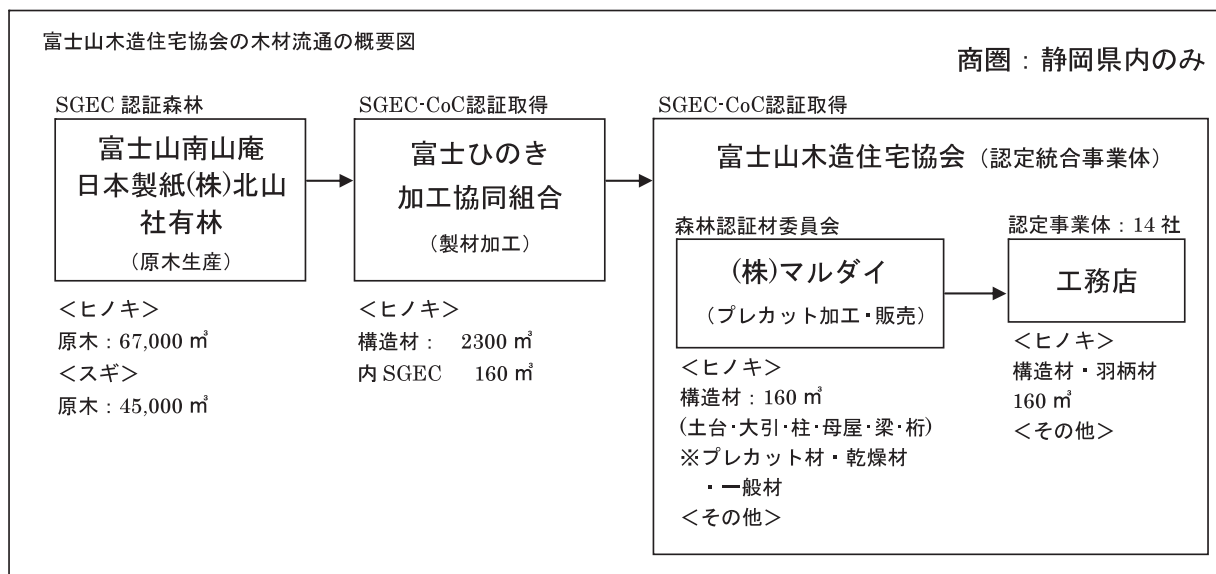 富士山木造住宅協会の木材流通の概要図
商圏：静岡県内のみ
SGEC 認証森林
富士山南山庵
日本製紙(株)北山
社有林
（原木生産）
＜ヒノキ＞
原木：67,000 ㎥
＜スギ＞
原木：45,000 ㎥
SGEC-CoC認証取得
富士ひのき
加工協同組合
（製材加工）
＜ヒノキ＞
構造材： 2300 ㎥
内 SGEC 160 ㎥
SGEC-CoC認証取得
富士山木造住宅協会（認定統合事業体）
森林認証材委員会
(株)マルダイ
（プレカット加工・販売）
＜ヒノキ＞
構造材：160 ㎥
(土台・大引・柱・母屋・梁・桁)
※プレカット材・乾燥材
・一般材
＜その他＞
認定事業体：14 社
工務店
＜ヒノキ＞
構造材・羽柄材
160 ㎥
＜その他＞